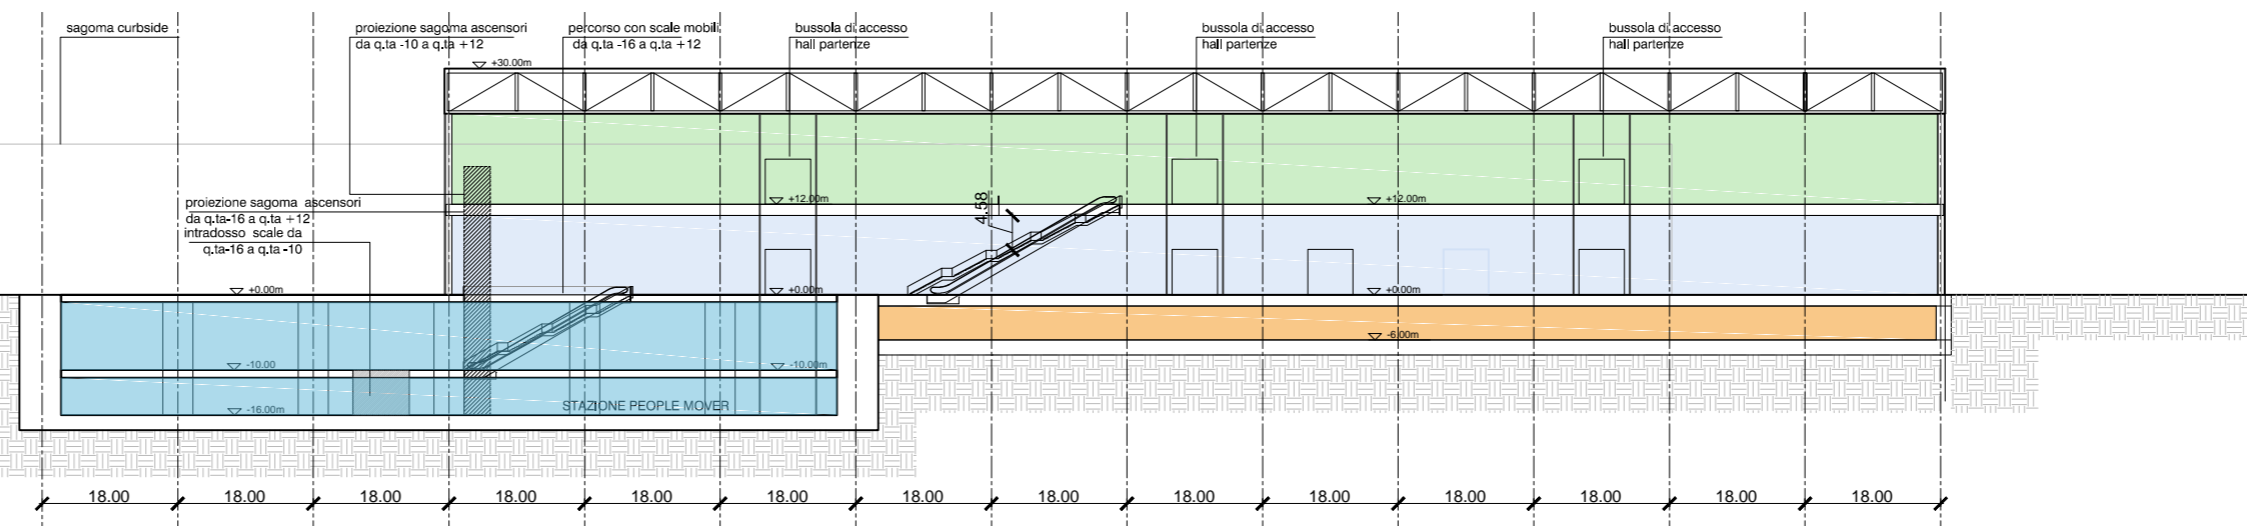 sagoma curbside
proiezione sagoma ascensori
da q.ta -10 a q.ta +12
percorso con scale mobili
da q.ta -16 a q.ta +12
bussola di accesso
hall partenze
bussola di accesso
hall partenze
bussola di accesso
hall partenze
+30.00m
proiezione sagoma ascensori
da q.ta-16 a q.ta +12
intradosso scale da
q.ta-16 a q.ta -10
+12.00m
4.58
+12.00m
+0.00m
+0.00m
+0.00m
-6.00m
-10.00
-10.00m
-16.00m
STAZIONE PEOPLE MOVER
18.00 18.00 18.00 18.00 18.00 18.00 18.00 18.00 18.00 18.00 18.00 18.00 18.00 18.00